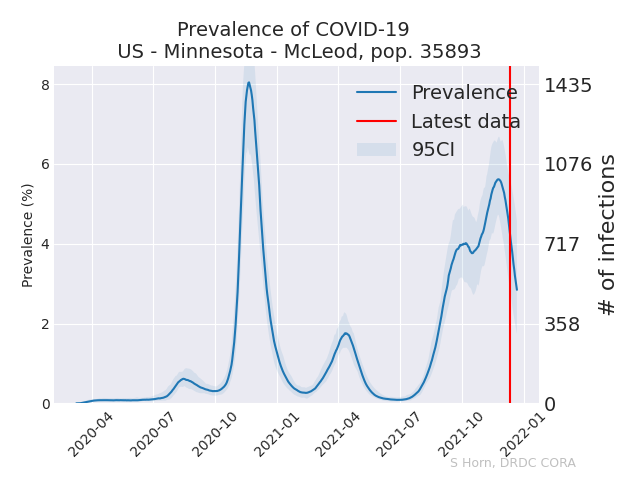 Prevalence of COVID-19
US - Minnesota - McLeod, pop. 35893
Prevalence (%)
8
6
4
2
0
Prevalence
Latest data
95CI
1435
1076
717
358
0
# of infections
2020-04
2020-07
2020-10
2021-01
2021-04
2021-07
2021-10
2022-01
S Horn, DRDC CORA